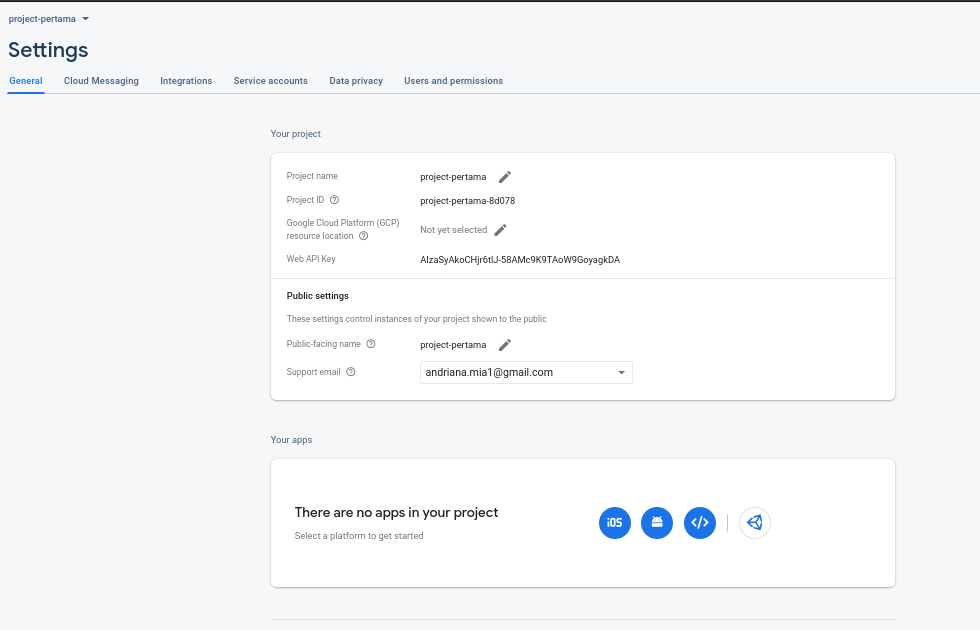 project-pertama
Settings
General Cloud Messaging Integrations Service accounts Data privacy Users and permissions
Your project
Project name project-pertama
Project ID project-pertama-8d078
Google Cloud Platform (GCP)
resource location Not yet selected
Web API Key AIzaSyAkoCHjr6tIJ-58AMc9K9TAoW9GoyagkDA
Public settings
These settings control instances of your project shown to the public
Public-facing name project-pertama
Support email andriana.mia1@gmail.com
Your apps
There are no apps in your project
iOS </>
Select a platform to get started